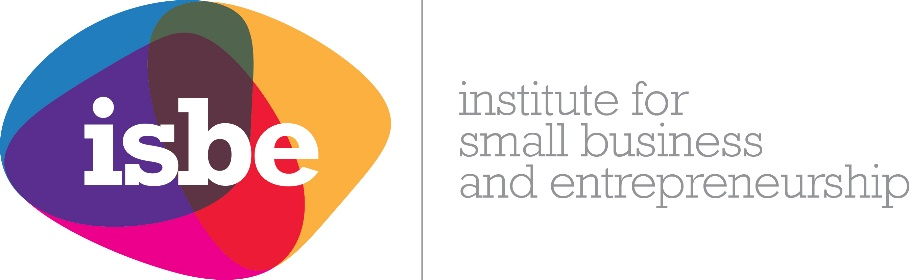 isbe
institute for
small business
and entrepreneurship